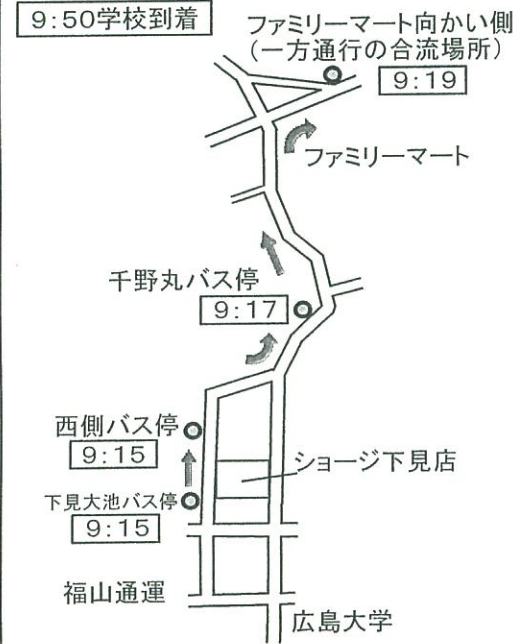 9:50学校到着
ファミリーマート向かい側
(一方通行の合流場所)
9:19
ファミリーマート
千野丸バス停
9:17
西側バス停
9:15
ショージ下見店
下見大池バス停
9:15
福山通運
広島大学